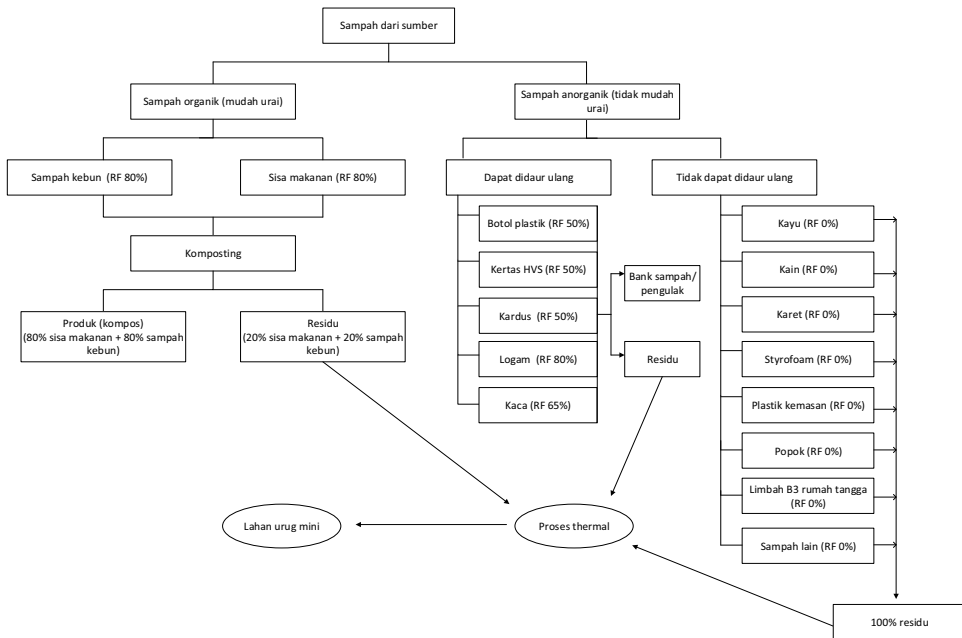 Sampah dari sumber
Sampah organik (mudah urai)
Sampah anorganik (tidak mudah
urai)
Sampah kebun (RF 80%)
Sisa makanan (RF 80%)
Dapat didaur ulang
Tidak dapat didaur ulang
Komposting
Produk (kompos)
(80% sisa makanan + 80% sampah
kebun)
Residu
(20% sisa makanan + 20% sampah
kebun)
Botol plastik (RF 50%)
Kertas HVS (RF 50%)
Kardus (RF 50%)
Logam (RF 80%)
Kaca (RF 65%)
Bank sampah/
pengulak
Residu
Kayu (RF 0%)
Kain (RF 0%)
Karet (RF 0%)
Styrofoam (RF 0%)
Plastik kemasan (RF 0%)
Popok (RF 0%)
Limbah B3 rumah tangga
(RF 0%)
Sampah lain (RF 0%)
Lahan urug mini
Proses thermal
100% residu